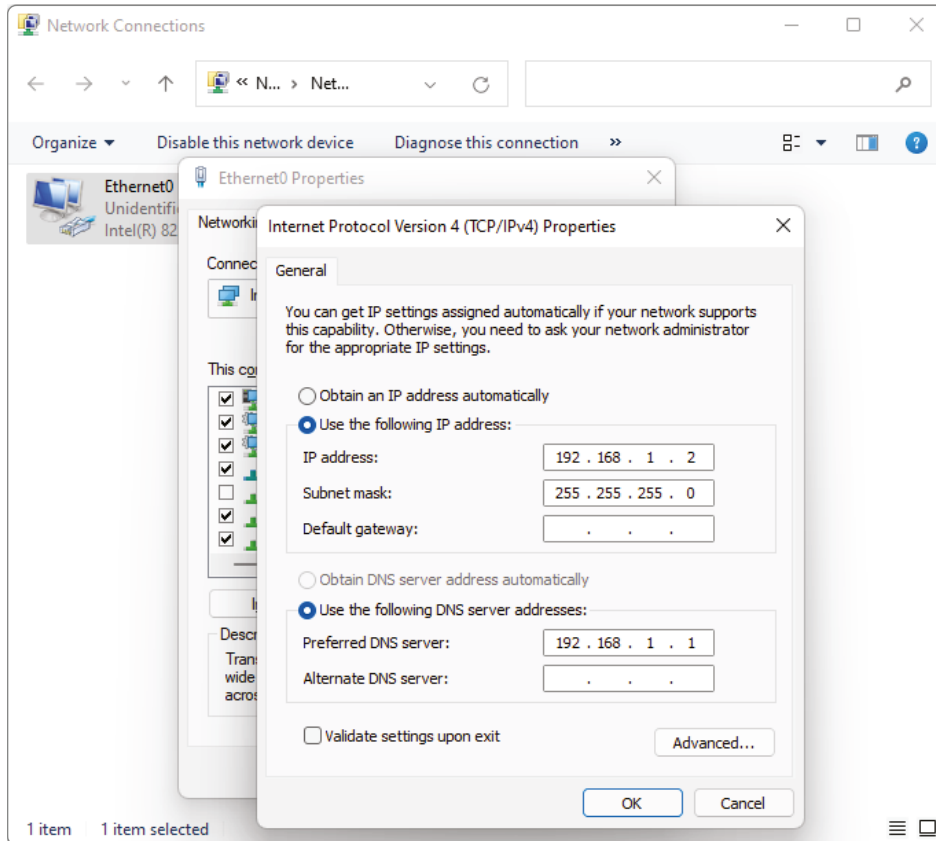 Network Connections
« N... › Net...
Organize Disable this network device Diagnose this connection »
Ethernet0
Unidentifi
Intel(R) 82
Ethernet0 Properties
Networki
Connec
This co
Descr
Tran
wide
acros
Internet Protocol Version 4 (TCP/IPv4) Properties
General
You can get IP settings assigned automatically if your network supports
this capability. Otherwise, you need to ask your network administrator
for the appropriate IP settings.
Obtain an IP address automatically
Use the following IP address:
IP address: 192 . 168 . 1 . 2
Subnet mask: 255 . 255 . 255 . 0
Default gateway: . . .
Obtain DNS server address automatically
Use the following DNS server addresses:
Preferred DNS server: 192 . 168 . 1 . 1
Alternate DNS server: . . .
Validate settings upon exit
Advanced...
OK Cancel
1 item 1 item selected